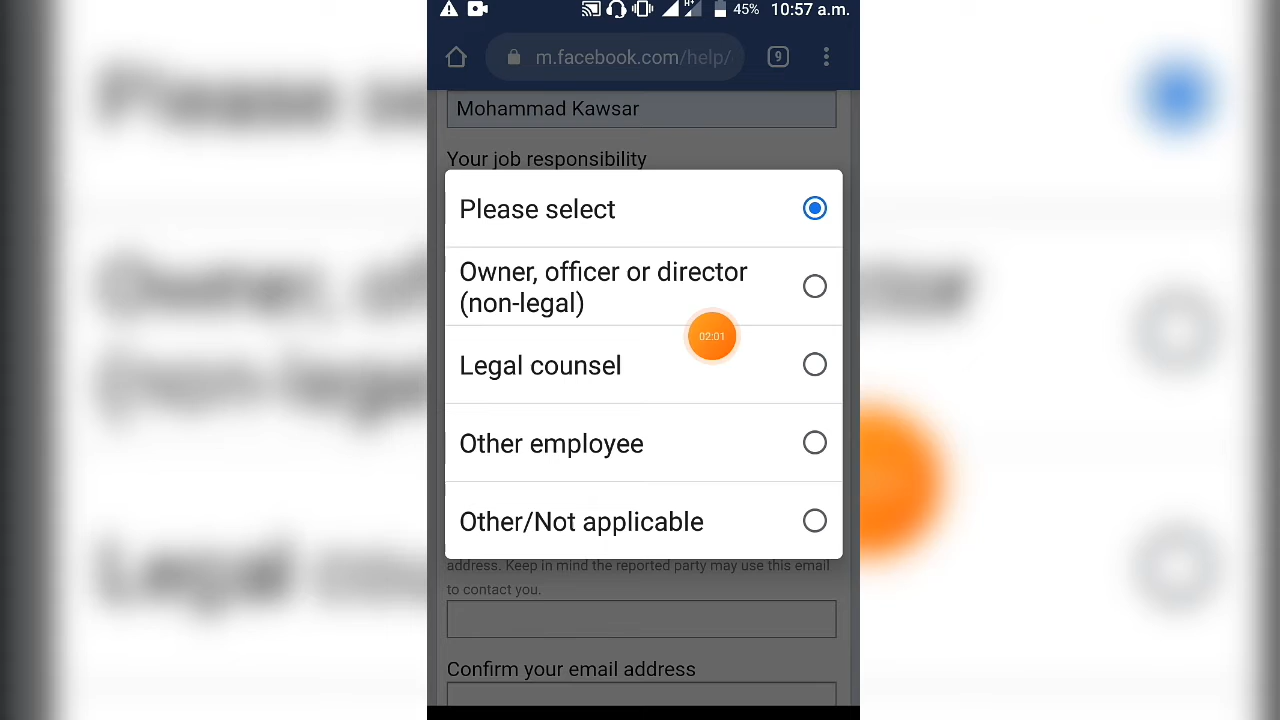 H+
45%
10:57 a.m.
m.facebook.com/help/
9
Mohammad Kawsar
Your job responsibility
Please select
Owner, officer or director
(non-legal)
02:01
Legal counsel
Other employee
Other/Not applicable
address. Keep in mind the reported party may use this email
to contact you.
Confirm your email address